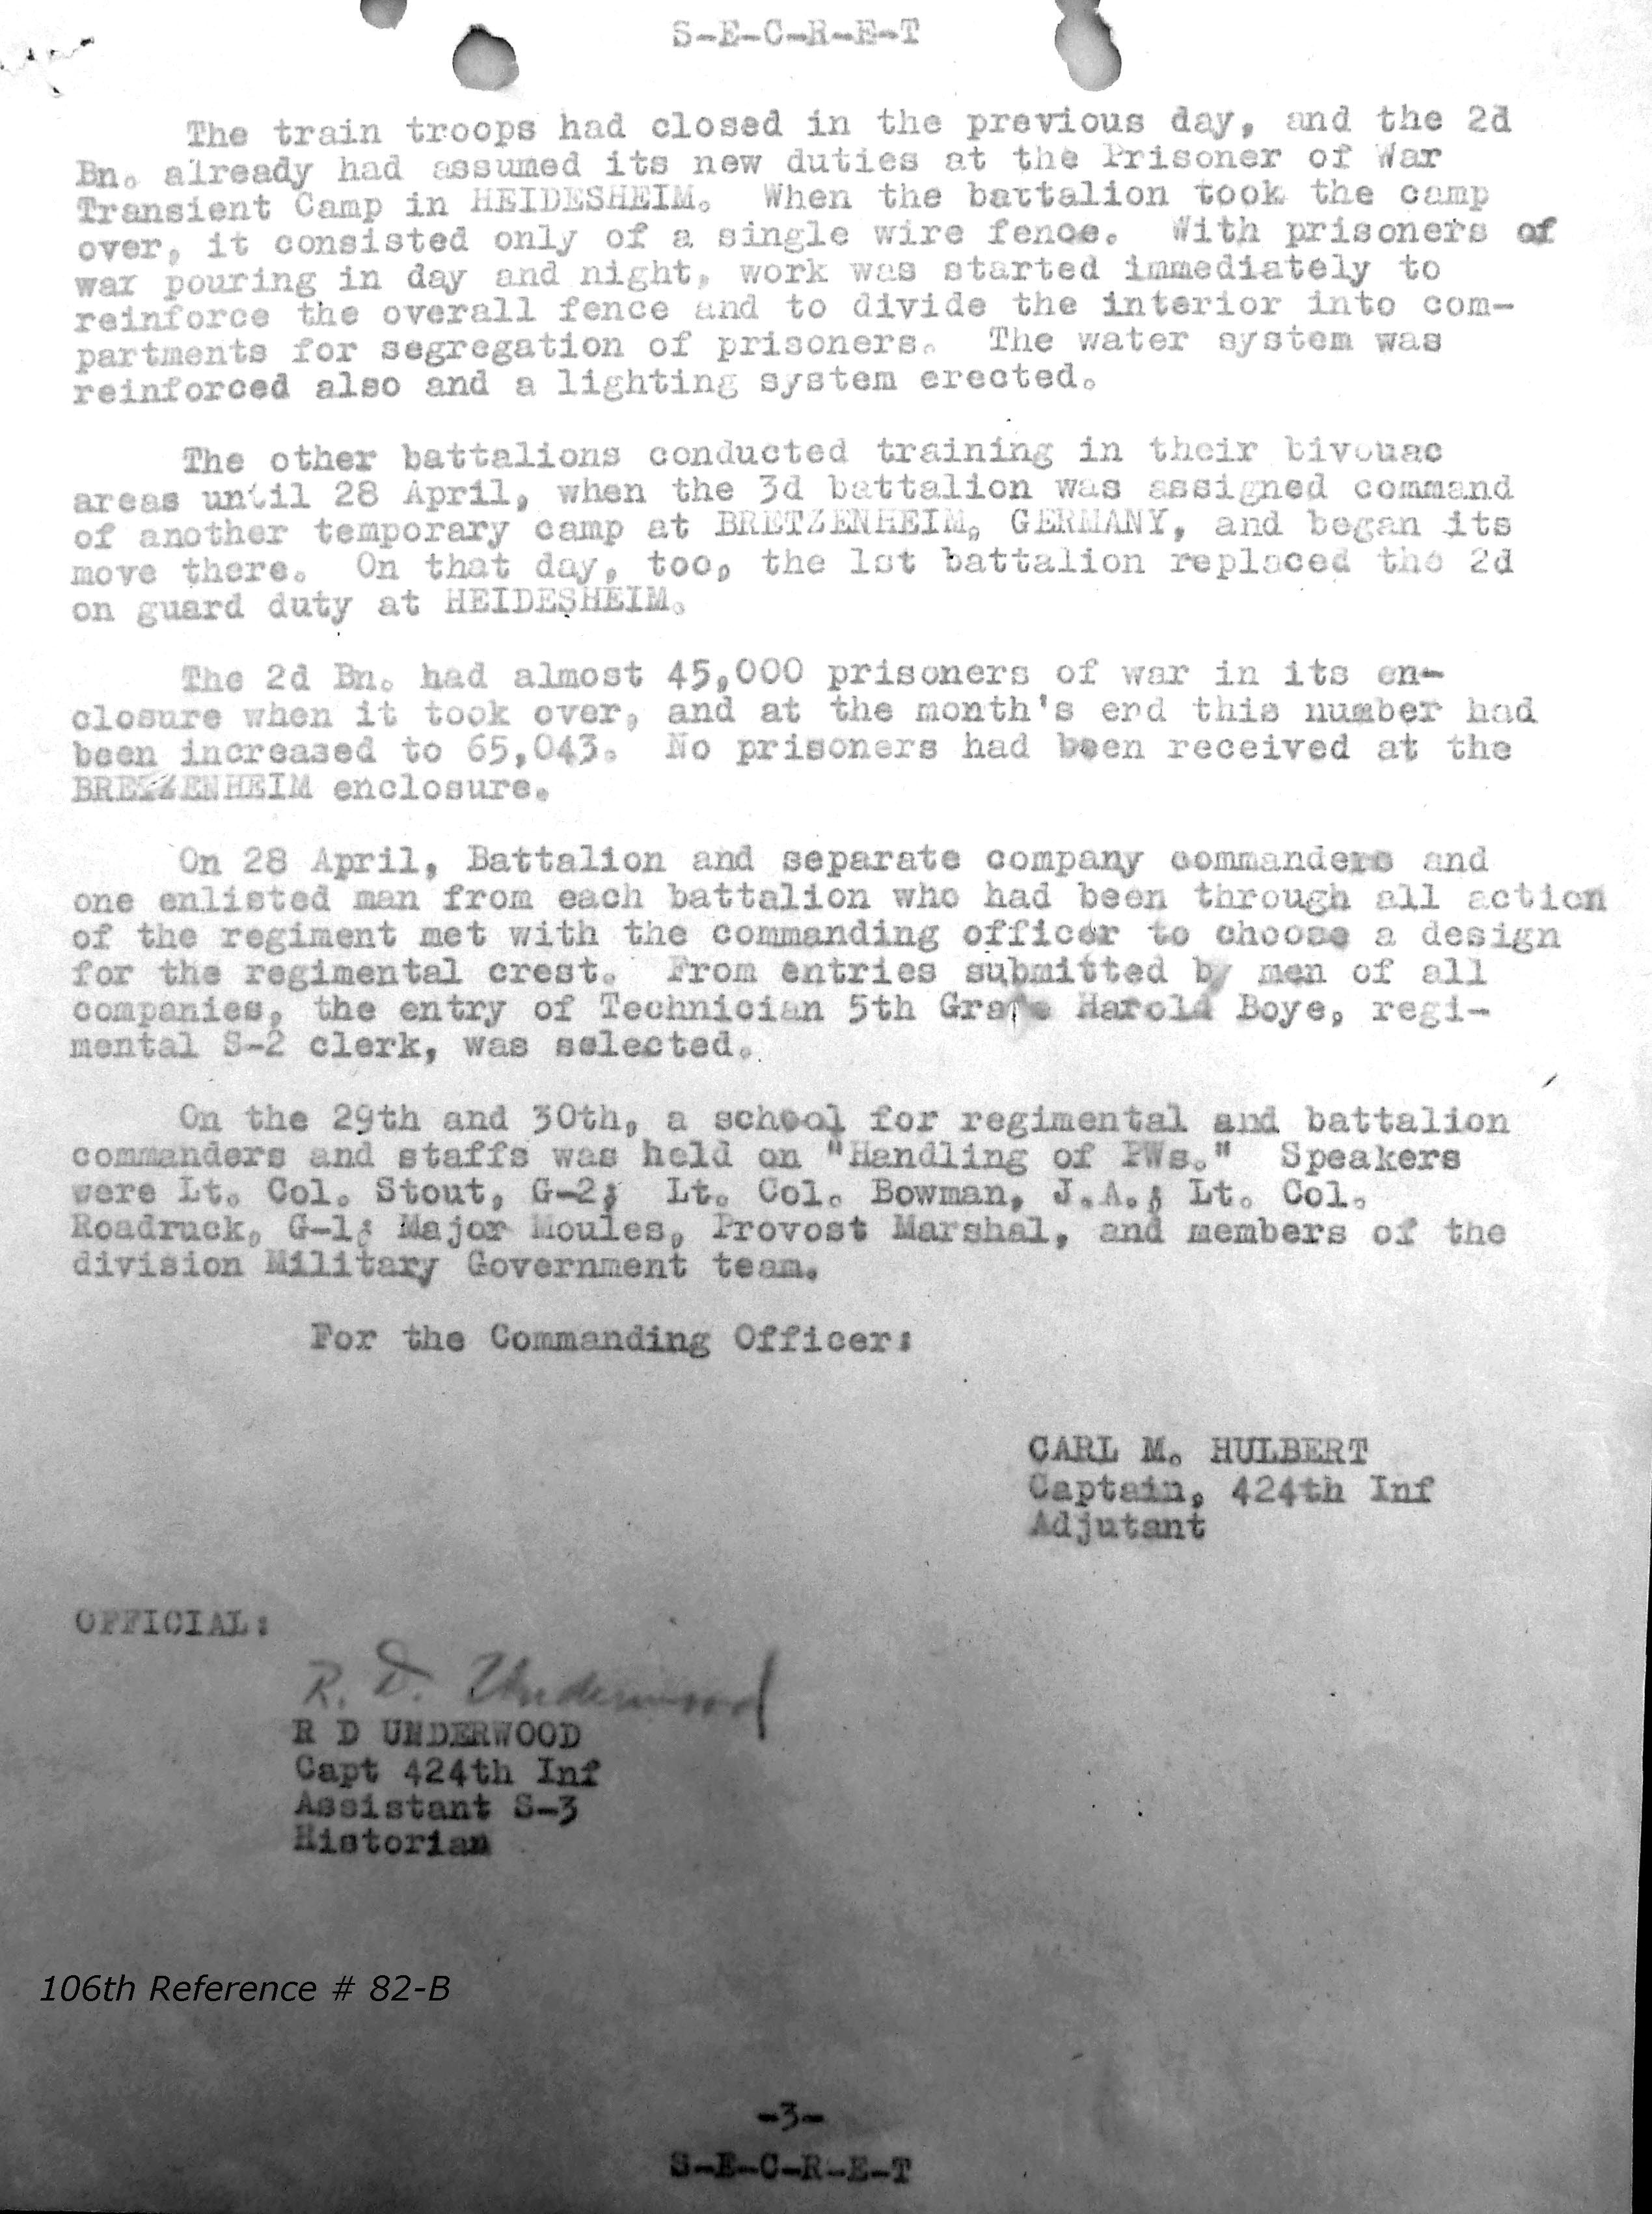 S-E-C-R-E-T
The train troops had closed in the previous day, and the 2d
Bn. already had assumed its new duties at the Prisoner of War
Transient Camp in HEIDESHEIM. When the battalion took the camp
over, it consisted only of a single wire fence. With prisoners of
war pouring in day and night, work was started immediately to
reinforce the overall fence and to divide the interior into com-
partments for segregation of prisoners. The water system was
reinforced also and a lighting system erected.
The other battalions conducted training in their bivouac
areas until 28 April, when the 3d battalion was assigned command
of another temporary camp at BRETZENHEIM, GERMANY, and began its
move there. On that day, too, the 1st battalion replaced the 2d
on guard duty at HEIDESHEIM.
The 2d Bn. had almost 45,000 prisoners of war in its en-
closure when it took over, and at the month's end this number had
been increased to 65,043. No prisoners had been received at the
BRETZENHEIM enclosure.
On 28 April, Battalion and separate company commanders and
one enlisted man from each battalion who had been through all action
of the regiment met with the commanding officer to choose a design
for the regimental crest. From entries submitted by men of all
companies, the entry of Technician 5th Grade Harold Boye, regi-
mental S-2 clerk, was selected.
On the 29th and 30th, a school for regimental and battalion
commanders and staffs was held on "Handling of PWs." Speakers
were Lt. Col. Stout, G-2; Lt. Col. Bowman, J.A.; Lt. Col.
Roadruck, G-1; Major Moules, Provost Marshal, and members of the
division Military Government team.
For the Commanding Officer:
CARL M. HULBERT
Captain, 424th Inf
Adjutant
OFFICIAL:
R. D. Underwood
R D UNDERWOOD
Capt 424th Inf
Assistant S-3
Historian
106th Reference # 82-B
-3-
S-E-C-R-E-T